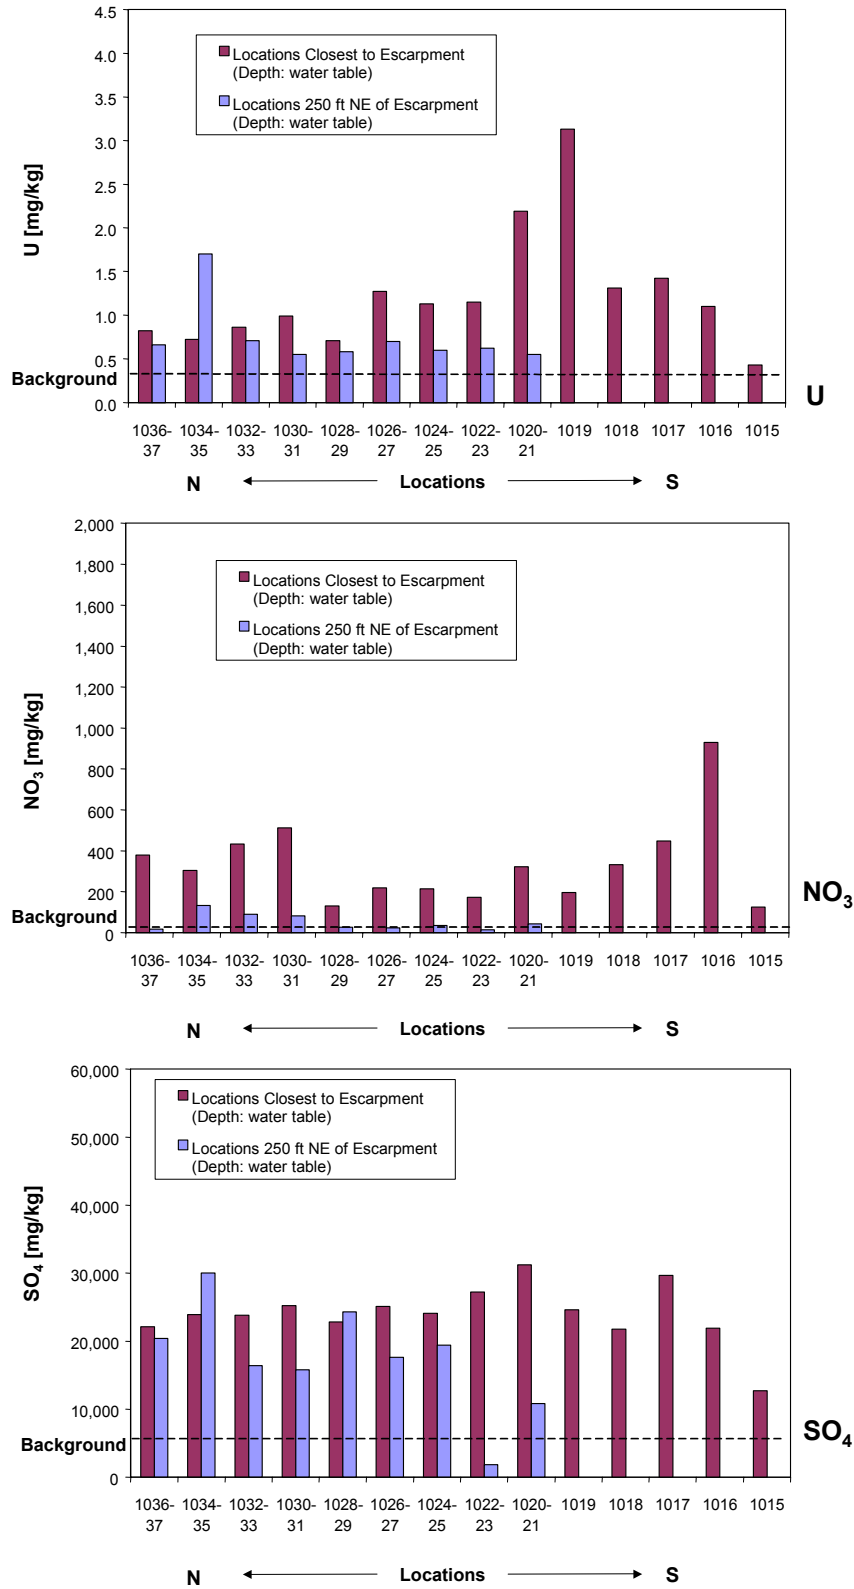 4.5
4.0
3.5
3.0
2.5
2.0
1.5
1.0
0.5
0.0
U [mg/kg]
Background
Locations Closest to Escarpment
(Depth: water table)
Locations 250 ft NE of Escarpment
(Depth: water table)
U
1036- 1034- 1032- 1030- 1028- 1026- 1024- 1022- 1020- 1019 1018 1017 1016 1015
37 35 33 31 29 27 25 23 21
N Locations S
2,000
1,800
1,600
1,400
1,200
1,000
800
600
400
200
0
NO3 [mg/kg]
Background
Locations Closest to Escarpment
(Depth: water table)
Locations 250 ft NE of Escarpment
(Depth: water table)
NO3
1036- 1034- 1032- 1030- 1028- 1026- 1024- 1022- 1020- 1019 1018 1017 1016 1015
37 35 33 31 29 27 25 23 21
N Locations S
60,000
50,000
40,000
30,000
20,000
10,000
0
SO4 [mg/kg]
Background
Locations Closest to Escarpment
(Depth: water table)
Locations 250 ft NE of Escarpment
(Depth: water table)
SO4
1036- 1034- 1032- 1030- 1028- 1026- 1024- 1022- 1020- 1019 1018 1017 1016 1015
37 35 33 31 29 27 25 23 21
N Locations S